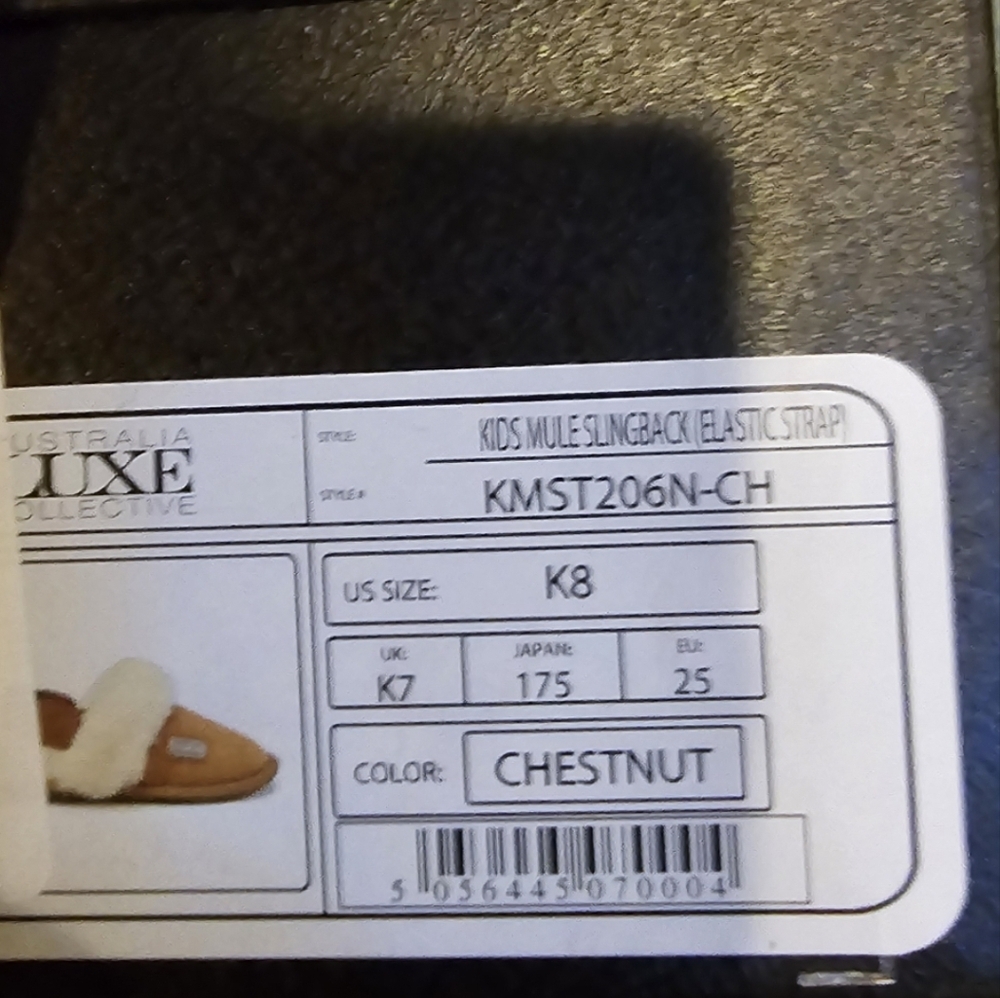 USTRALIA
LUXE
OLLECTIVE
STYLE: KIDS MULE SLINGBACK (ELASTIC STRAP)
STYLE# KMST206N-CH
US SIZE: K8
UK: JAPAN: EU:
K7 175 25
COLOR: CHESTNUT
5 056445 070004